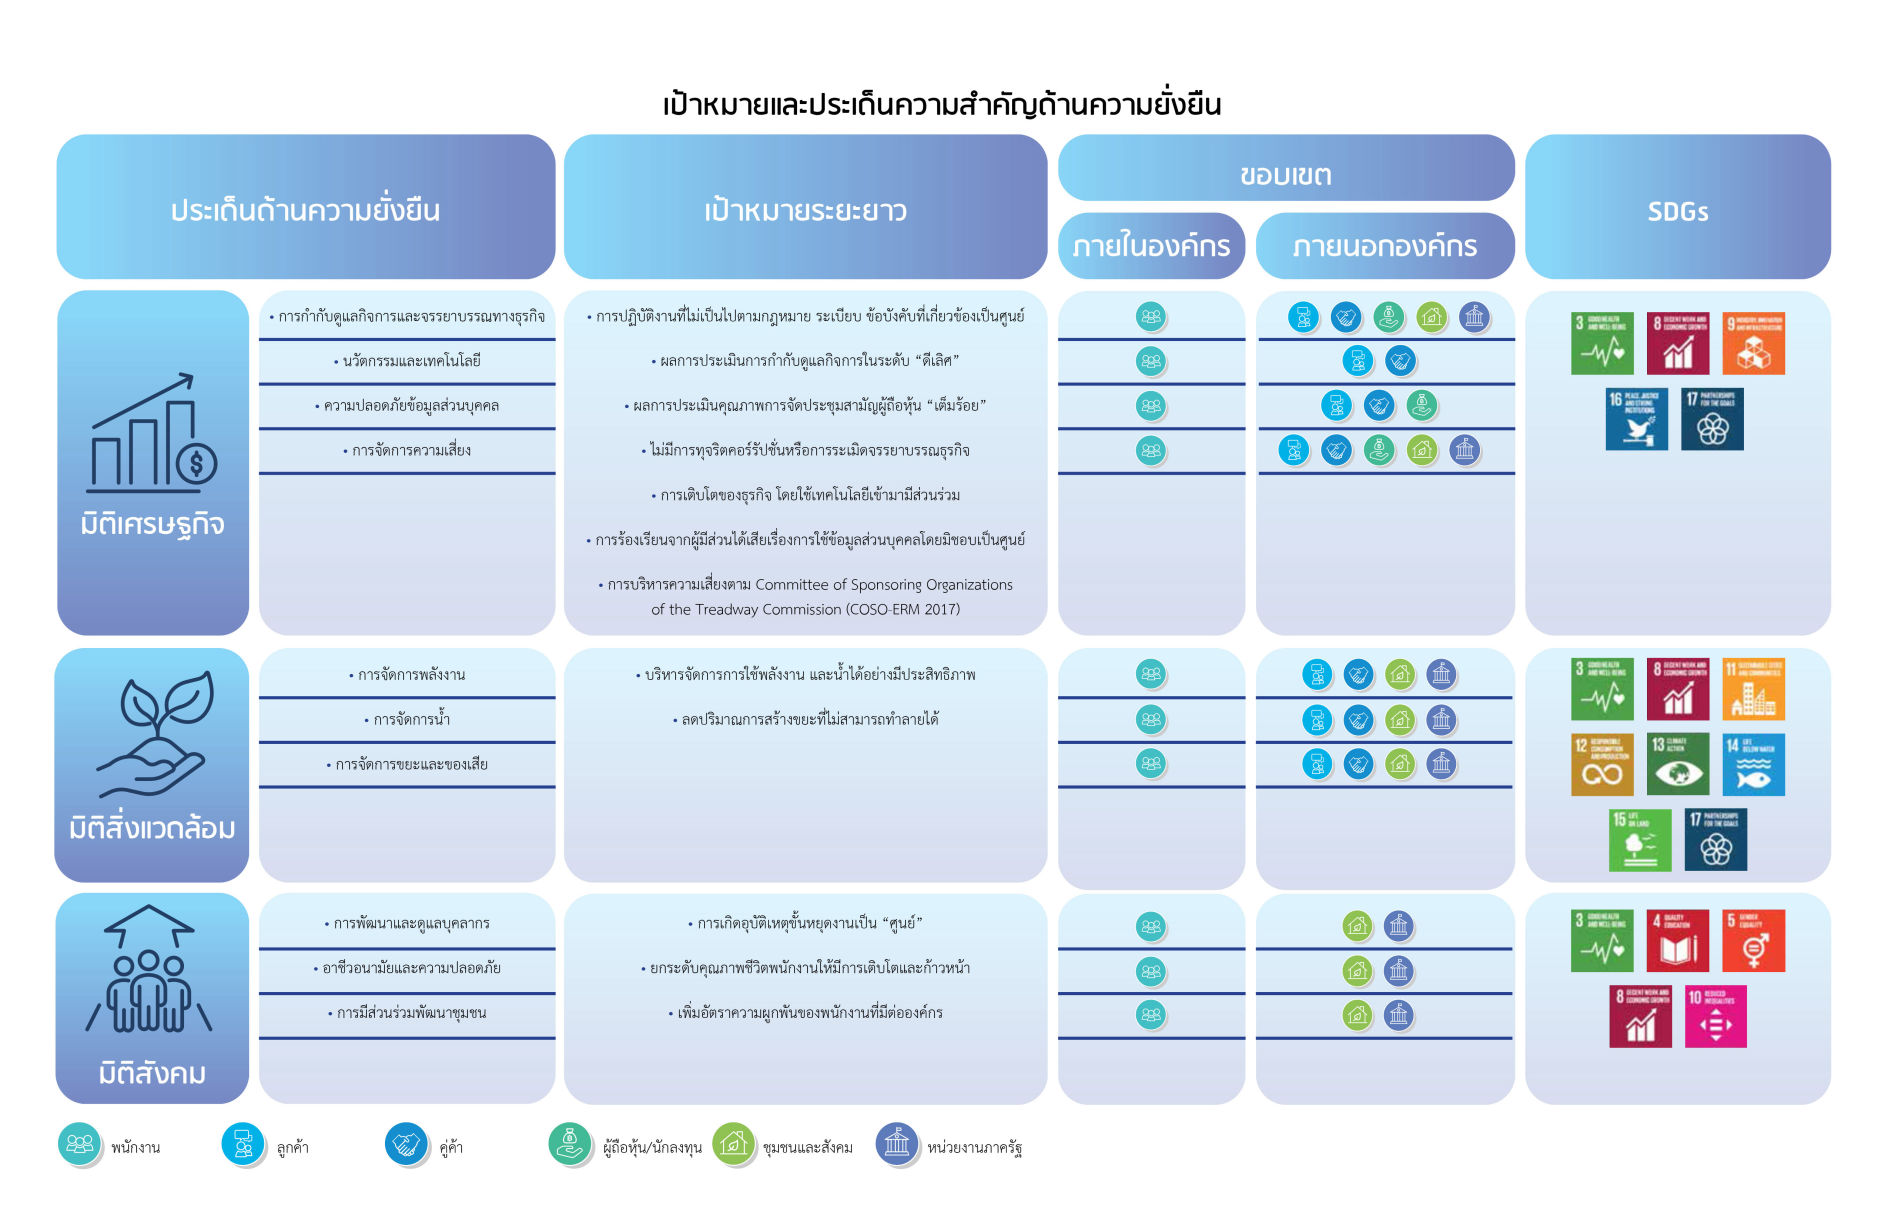 เป้าหมายและประเด็นความสำคัญด้านความยั่งยืน
ประเด็นด้านความยั่งยืน
เป้าหมายระยะยาว
ขอบเขต
ภายในองค์กร
ภายนอกองค์กร
SDGs
มิติเศรษฐกิจ
• การกำกับดูแลกิจการและจรรยาบรรณทางธุรกิจ
• นวัตกรรมและเทคโนโลยี
• ความปลอดภัยข้อมูลส่วนบุคคล
• การจัดการความเสี่ยง
• การปฏิบัติงานที่ไม่เป็นไปตามกฎหมาย ระเบียบ ข้อบังคับที่เกี่ยวข้องเป็นศูนย์
• ผลการประเมินการกำกับดูแลกิจการในระดับ “ดีเลิศ”
• ผลการประเมินคุณภาพการจัดประชุมสามัญผู้ถือหุ้น “เต็มร้อย”
• ไม่มีการทุจริตคอร์รัปชั่นหรือการระเมิดจรรยาบรรณธุรกิจ
• การเติบโตของธุรกิจ โดยใช้เทคโนโลยีเข้ามามีส่วนร่วม
• การร้องเรียนจากผู้มีส่วนได้เสียเรื่องการใช้ข้อมูลส่วนบุคคลโดยมิชอบเป็นศูนย์
• การบริหารความเสี่ยงตาม Committee of Sponsoring Organizations
of the Treadway Commission (COSO-ERM 2017)
3 GOOD HEALTH
AND WELL-BEING
8 DECENT WORK AND
ECONOMIC GROWTH
9 INDUSTRY, INNOVATION
AND INFRASTRUCTURE
16 PEACE, JUSTICE
AND STRONG
INSTITUTIONS
17 PARTNERSHIPS
FOR THE GOALS
มิติสิ่งแวดล้อม
• การจัดการพลังงาน
• การจัดการน้ำ
• การจัดการขยะและของเสีย
• บริหารจัดการการใช้พลังงาน และน้ำได้อย่างมีประสิทธิภาพ
• ลดปริมาณการสร้างขยะที่ไม่สามารถทำลายได้
3 GOOD HEALTH
AND WELL-BEING
8 DECENT WORK AND
ECONOMIC GROWTH
11 SUSTAINABLE CITIES
AND COMMUNITIES
12 RESPONSIBLE
CONSUMPTION
AND PRODUCTION
13 CLIMATE
ACTION
14 LIFE
BELOW WATER
15 LIFE
ON LAND
17 PARTNERSHIPS
FOR THE GOALS
มิติสังคม
• การพัฒนาและดูแลบุคลากร
• อาชีวอนามัยและความปลอดภัย
• การมีส่วนร่วมพัฒนาชุมชน
• การเกิดอุบัติเหตุขั้นหยุดงานเป็น “ศูนย์”
• ยกระดับคุณภาพชีวิตพนักงานให้มีการเติบโตและก้าวหน้า
• เพิ่มอัตราความผูกพันของพนักงานที่มีต่อองค์กร
3 GOOD HEALTH
AND WELL-BEING
4 QUALITY
EDUCATION
5 GENDER
EQUALITY
8 DECENT WORK AND
ECONOMIC GROWTH
10 REDUCED
INEQUALITIES
พนักงาน
ลูกค้า
คู่ค้า
ผู้ถือหุ้น/นักลงทุน
ชุมชนและสังคม
หน่วยงานภาครัฐ